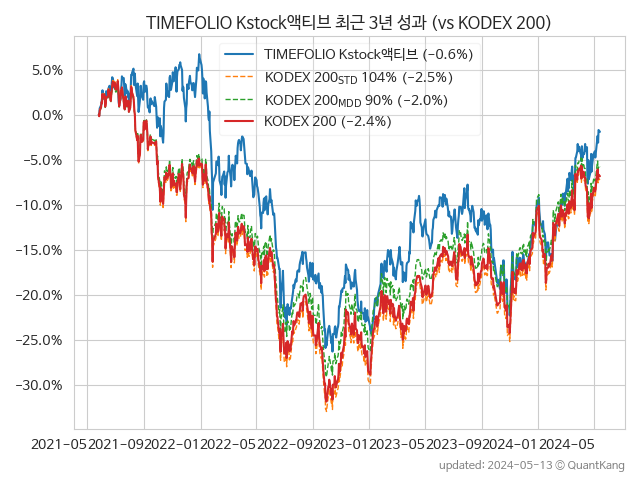 TIMEFOLIO Kstock액티브 최근 3년 성과 (vs KODEX 200)
TIMEFOLIO Kstock액티브 (−0.6%)
KODEX 200STD 104% (−2.5%)
KODEX 200MDD 90% (−2.0%)
KODEX 200 (−2.4%)
5.0%
0.0%
−5.0%
−10.0%
−15.0%
−20.0%
−25.0%
−30.0%
2021-05 2021-09 2022-01 2022-05 2022-09 2023-01 2023-05 2023-09 2024-01 2024-05
updated: 2024-05-13 ⓒ QuantKang